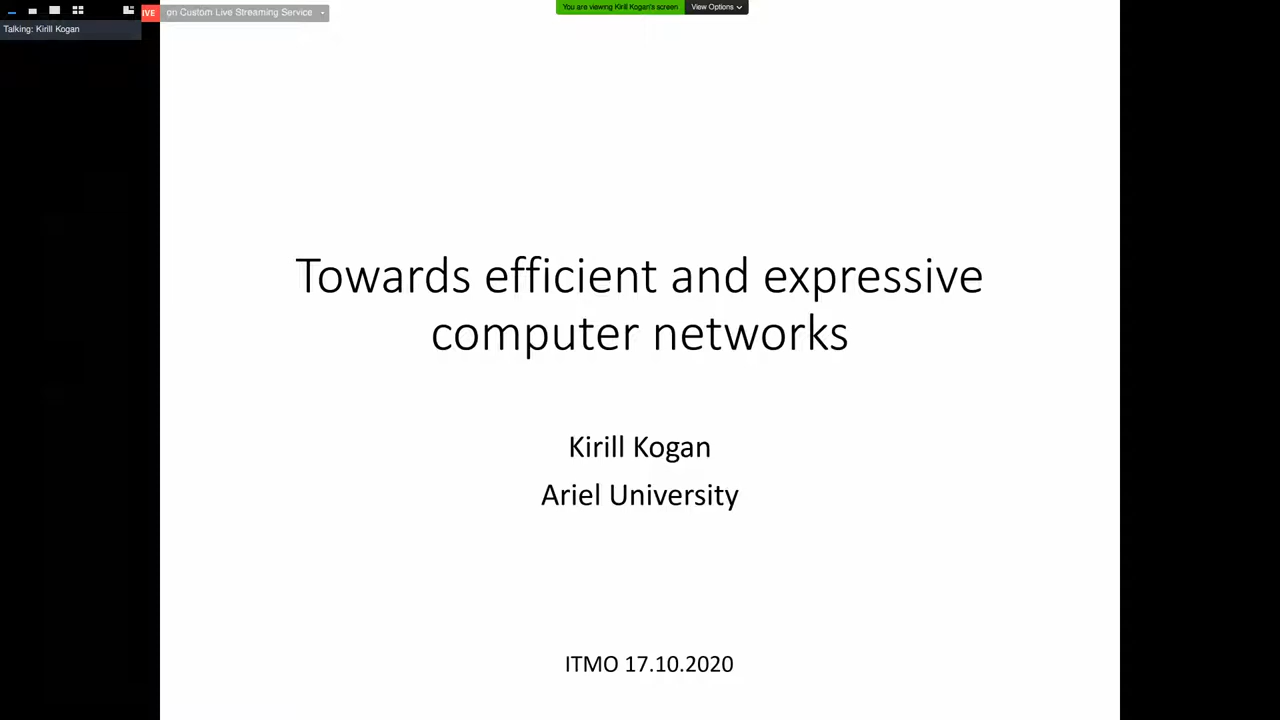 IVE on Custom Live Streaming Service
You are viewing Kirill Kogan's screen View Options
Talking: Kirill Kogan
Towards efficient and expressive
computer networks
Kirill Kogan
Ariel University
ITMO 17.10.2020